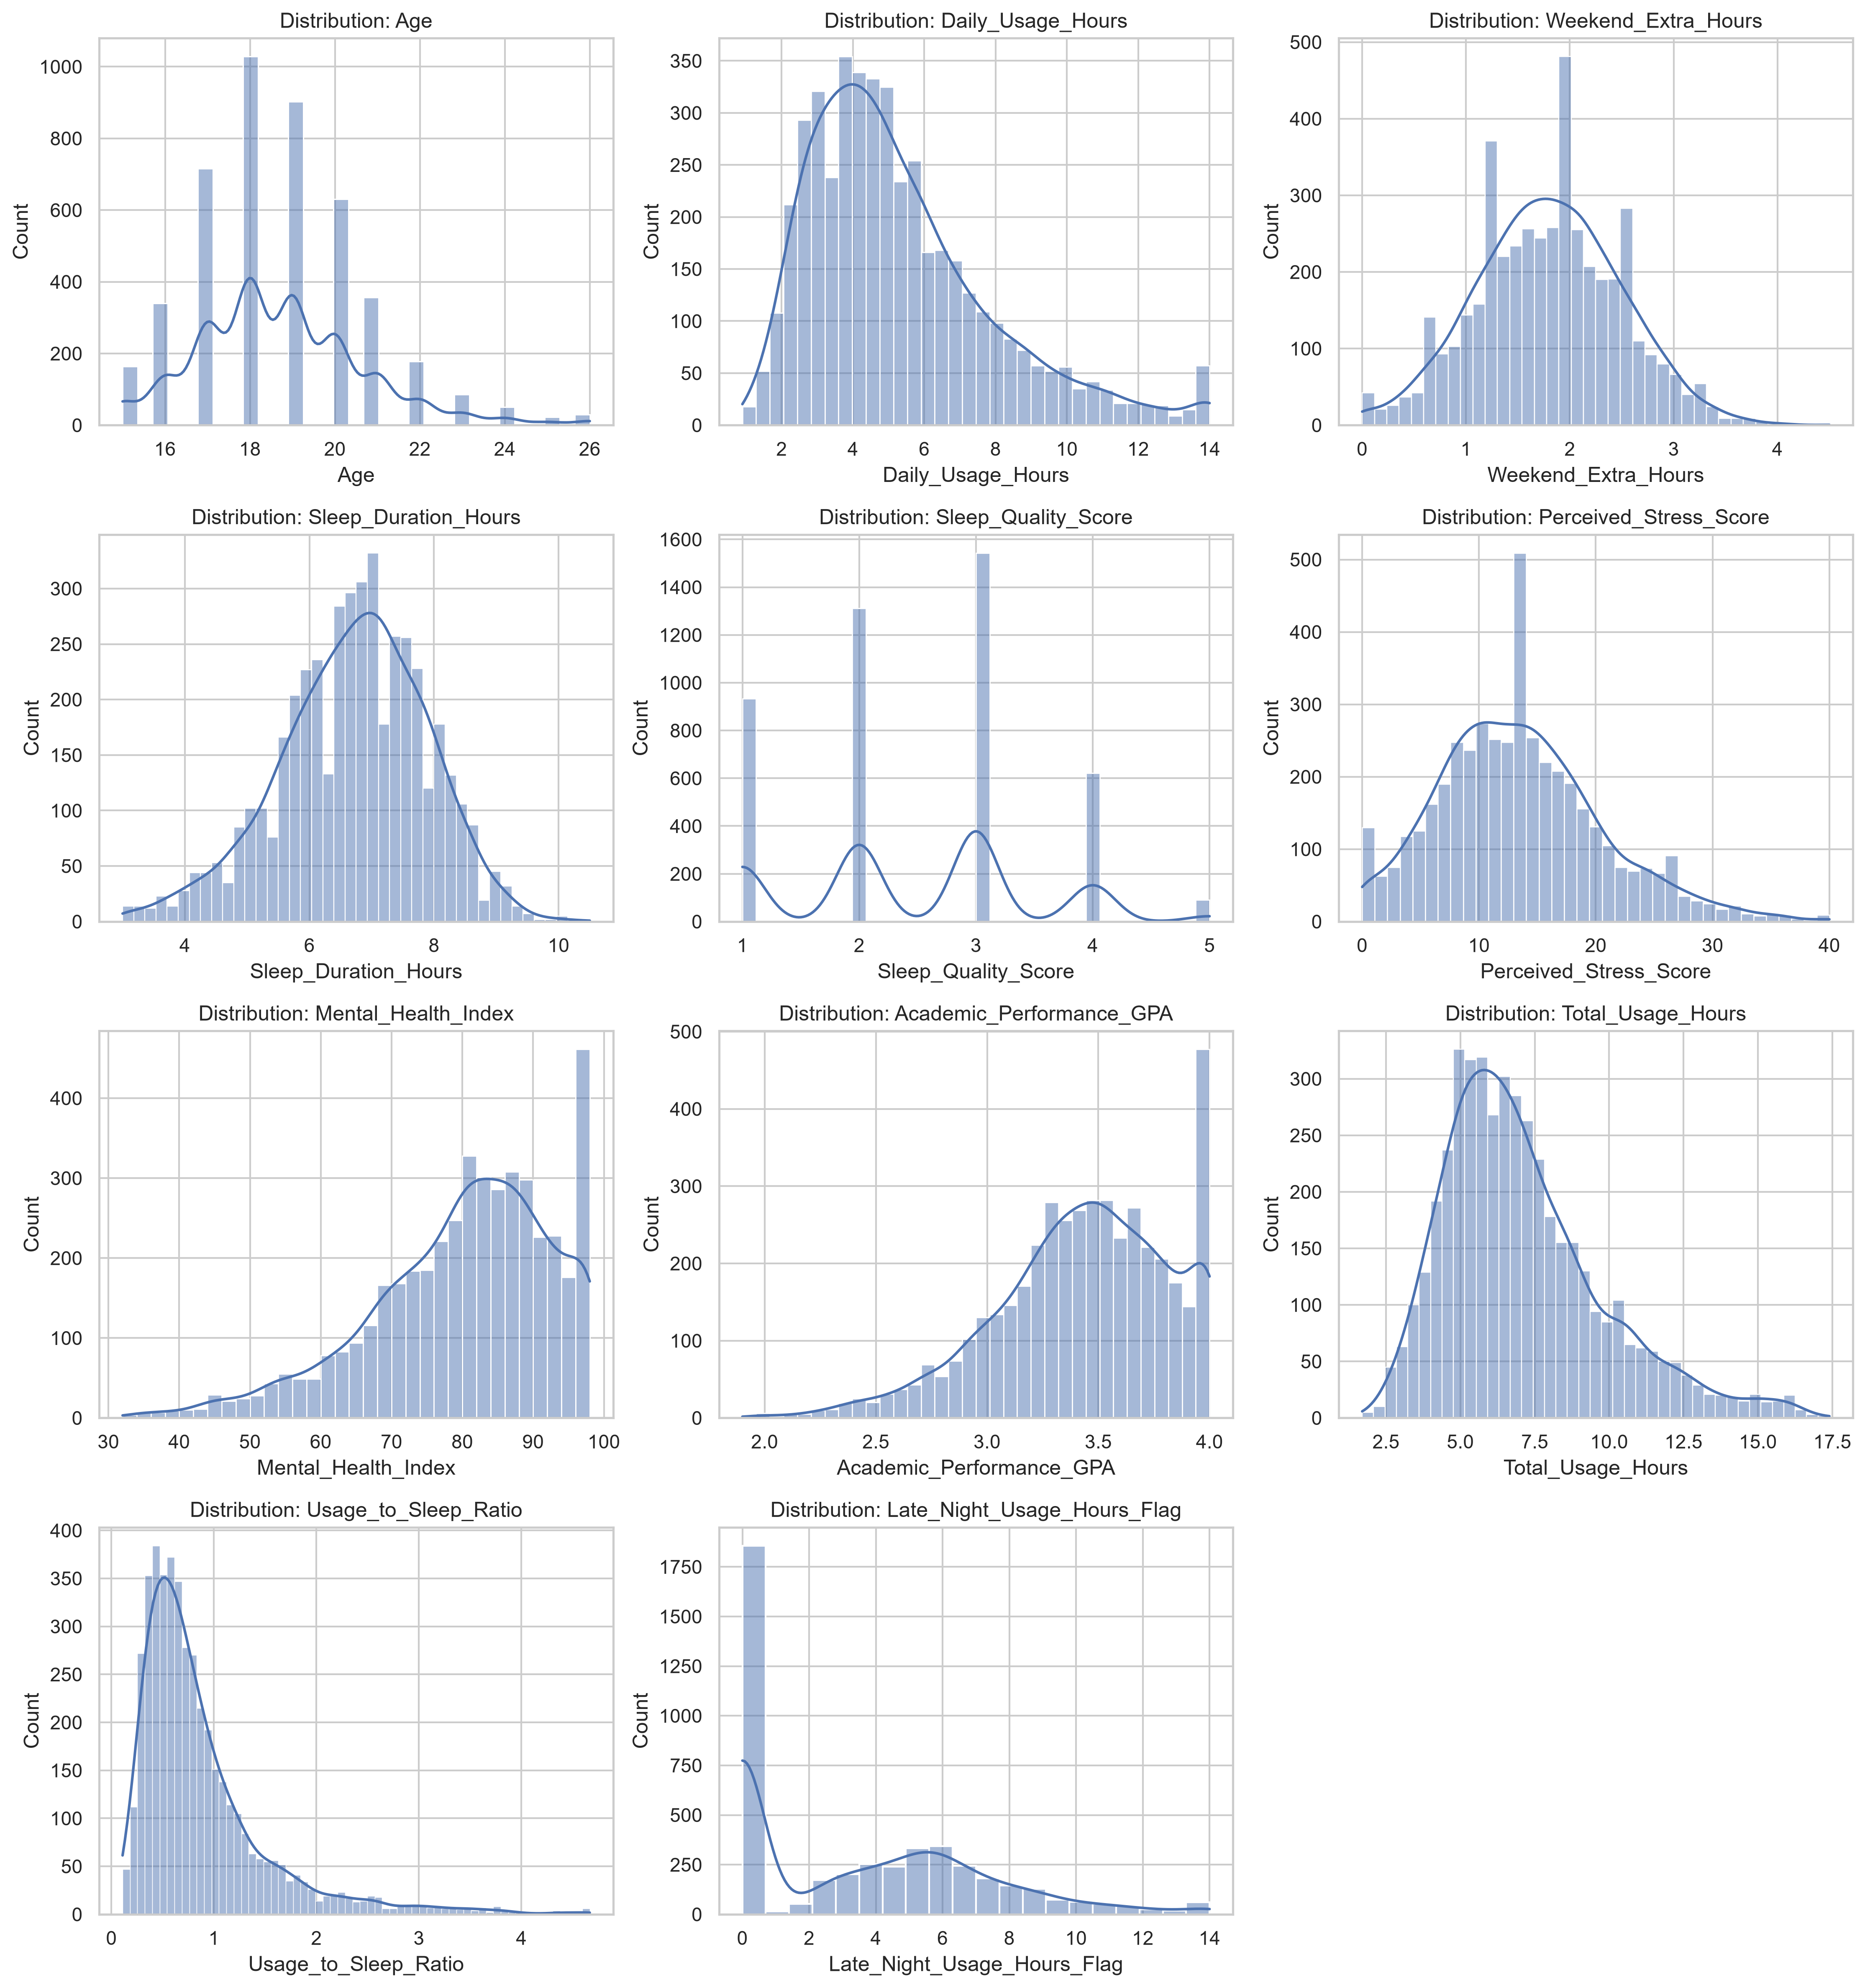 Distribution: Age
Count
1000
800
600
400
200
0
16 18 20 22 24 26
Age
Distribution: Daily_Usage_Hours
Count
350
300
250
200
150
100
50
0
2 4 6 8 10 12 14
Daily_Usage_Hours
Distribution: Weekend_Extra_Hours
Count
500
400
300
200
100
0
0 1 2 3 4
Weekend_Extra_Hours
Distribution: Sleep_Duration_Hours
Count
300
250
200
150
100
50
0
4 6 8 10
Sleep_Duration_Hours
Distribution: Sleep_Quality_Score
Count
1600
1400
1200
1000
800
600
400
200
0
1 2 3 4 5
Sleep_Quality_Score
Distribution: Perceived_Stress_Score
Count
500
400
300
200
100
0
0 10 20 30 40
Perceived_Stress_Score
Distribution: Mental_Health_Index
Count
400
300
200
100
0
30 40 50 60 70 80 90 100
Mental_Health_Index
Distribution: Academic_Performance_GPA
Count
500
400
300
200
100
0
2.0 2.5 3.0 3.5 4.0
Academic_Performance_GPA
Distribution: Total_Usage_Hours
Count
300
250
200
150
100
50
0
2.5 5.0 7.5 10.0 12.5 15.0 17.5
Total_Usage_Hours
Distribution: Usage_to_Sleep_Ratio
Count
400
350
300
250
200
150
100
50
0
0 1 2 3 4
Usage_to_Sleep_Ratio
Distribution: Late_Night_Usage_Hours_Flag
Count
1750
1500
1250
1000
750
500
250
0
0 2 4 6 8 10 12 14
Late_Night_Usage_Hours_Flag